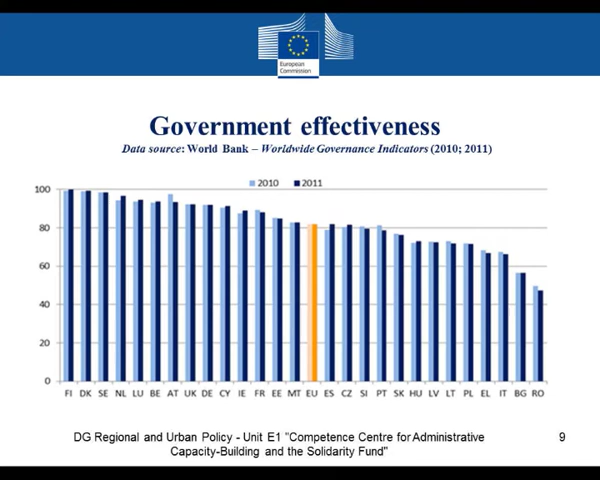 European
Commission
Government effectiveness
Data source: World Bank – Worldwide Governance Indicators (2010; 2011)
2010 2011
100
80
60
40
20
0
FI DK SE NL LU BE AT UK DE CY IE FR EE MT EU ES CZ SI PT SK HU LV LT PL EL IT BG RO
DG Regional and Urban Policy - Unit E1 "Competence Centre for Administrative
Capacity-Building and the Solidarity Fund"
9